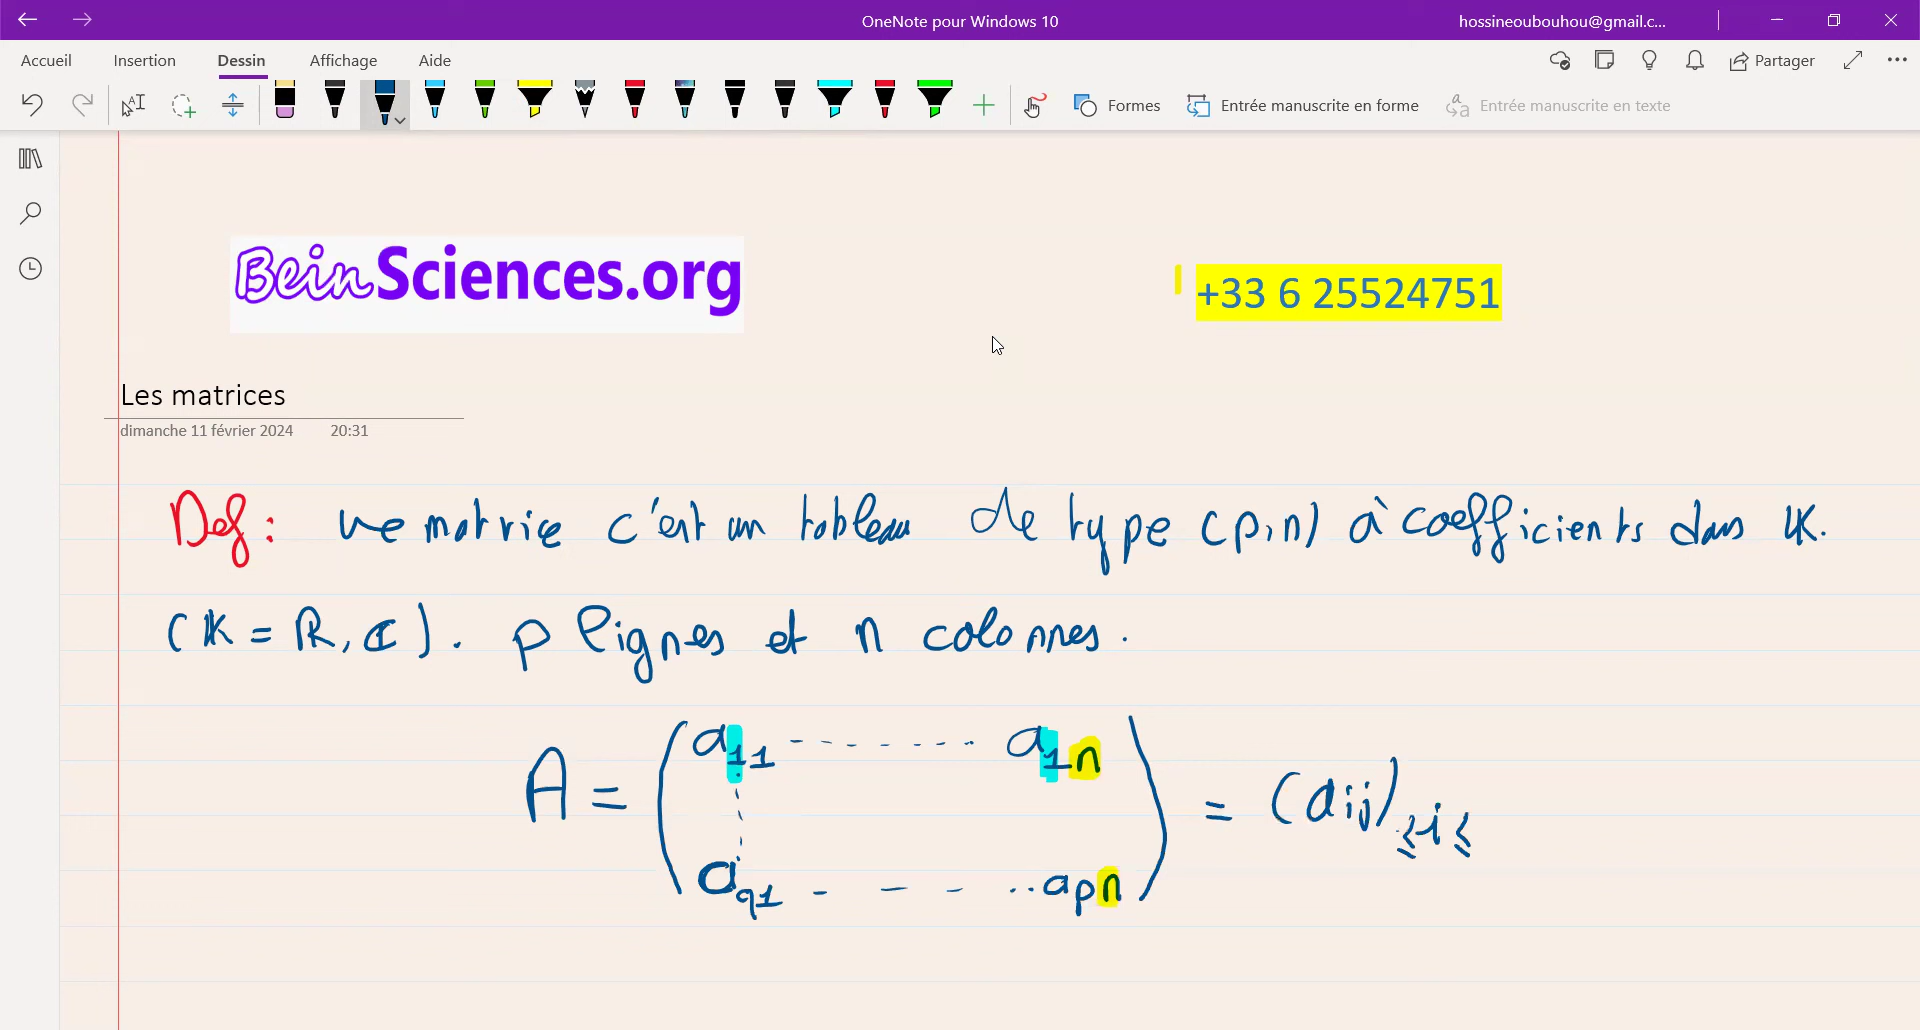 OneNote pour Windows 10
hossineoubouhou@gmail.c...
Accueil Insertion Dessin Affichage Aide
Partager
Formes Entrée manuscrite en forme Entrée manuscrite en texte
BeinSciences.org
+33 6 25524751
Les matrices
dimanche 11 février 2024 20:31
Def : une matrice c'est un tableau de type (p,n) à coefficients dans 𝕂.
(𝕂 = ℝ, ℂ). p lignes et n colonnes.
A = ( a11 ------- a1n
aq1 . - - - .. apn ) = (aij) ≤i≤